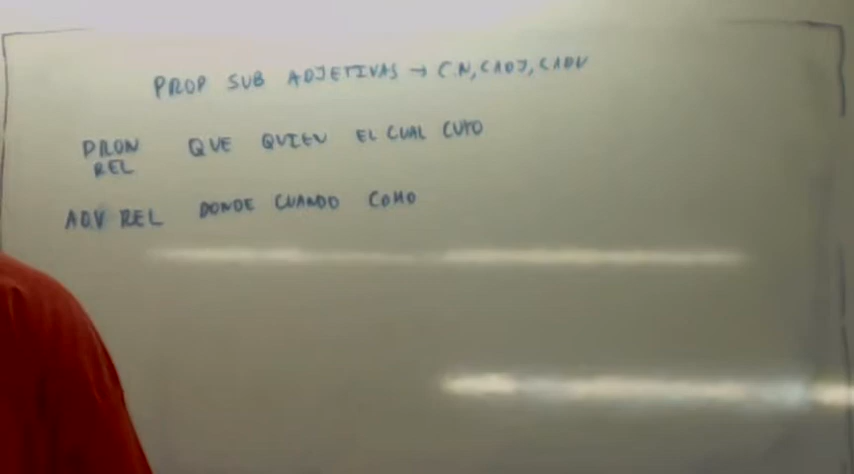 PROP SUB ADJETIVAS → C.N, CADJ, CADV
PRON QUE QUIEN EL CUAL CUYO
REL
ADV REL DONDE CUANDO COMO